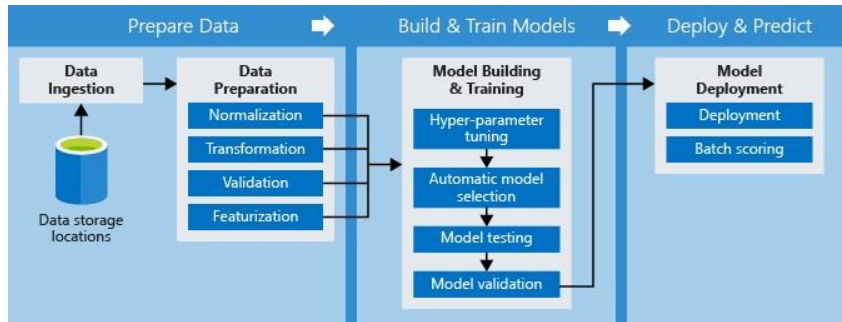 Prepare Data
Build & Train Models
Deploy & Predict
Data
Ingestion
Data storage
locations
Data
Preparation
Normalization
Transformation
Validation
Featurization
Model Building
& Training
Hyper-parameter
tuning
Automatic model
selection
Model testing
Model validation
Model
Deployment
Deployment
Batch scoring